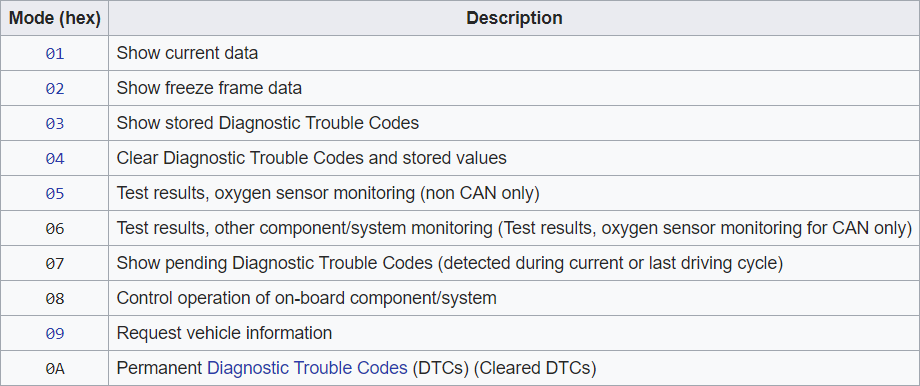 Mode (hex) Description
01 Show current data
02 Show freeze frame data
03 Show stored Diagnostic Trouble Codes
04 Clear Diagnostic Trouble Codes and stored values
05 Test results, oxygen sensor monitoring (non CAN only)
06 Test results, other component/system monitoring (Test results, oxygen sensor monitoring for CAN only)
07 Show pending Diagnostic Trouble Codes (detected during current or last driving cycle)
08 Control operation of on-board component/system
09 Request vehicle information
0A Permanent Diagnostic Trouble Codes (DTCs) (Cleared DTCs)